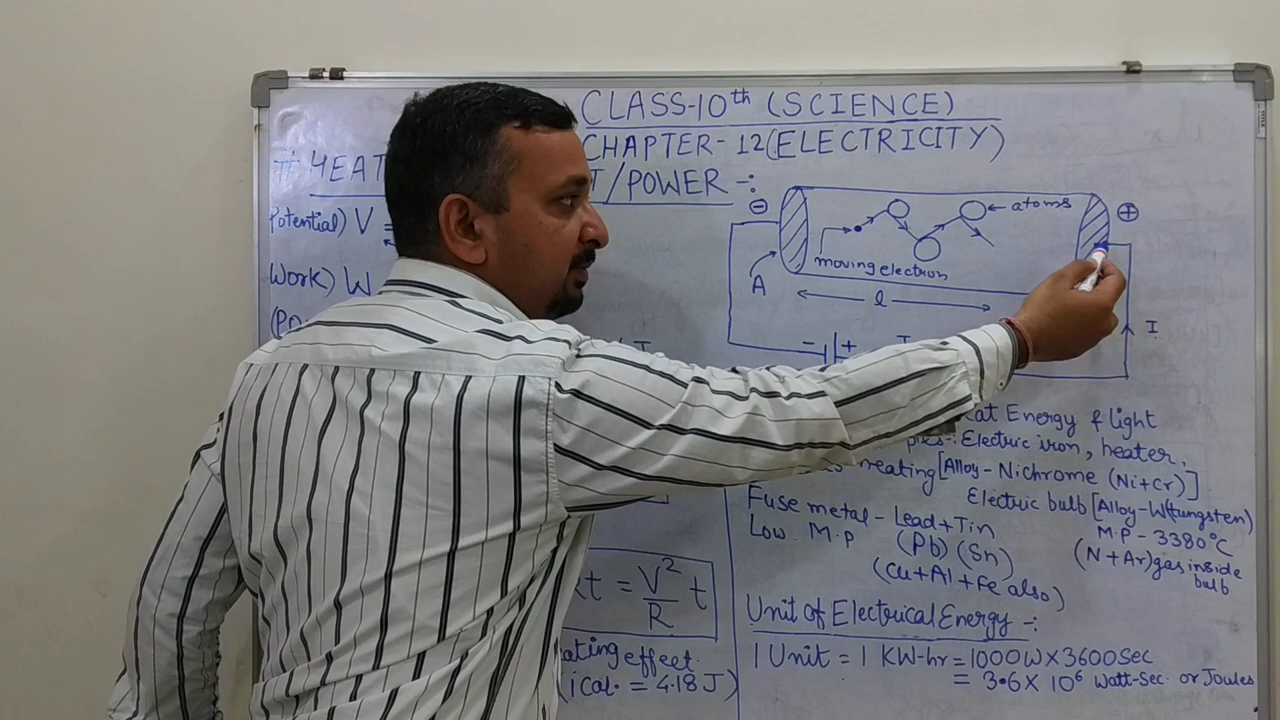 CLASS-10th (SCIENCE)
CHAPTER-12(ELECTRICITY)
# HEAT
T/POWER -:
Potential) V =
Work) W
⊖
⊕
atoms
moving electron
A
l
I
- +
I
Heat Energy & light
Electric iron, heater,
heating [Alloy-Nichrome (Ni+Cr)]
Electric bulb [Alloy-W(tungsten)
M.P - 3380°C
(N+Ar)gas inside
bulb
Fuse metal - Lead+Tin
Low. M.p (Pb) (Sn)
(Cu+Al+Fe also)
t = V²/R t
ating effect.
1 cal. = 4.18 J)
Unit of Electrical Energy -:
1 Unit = 1 KW-hr = 1000W X 3600Sec
= 3.6 X 10⁶ Watt-Sec. or Joules